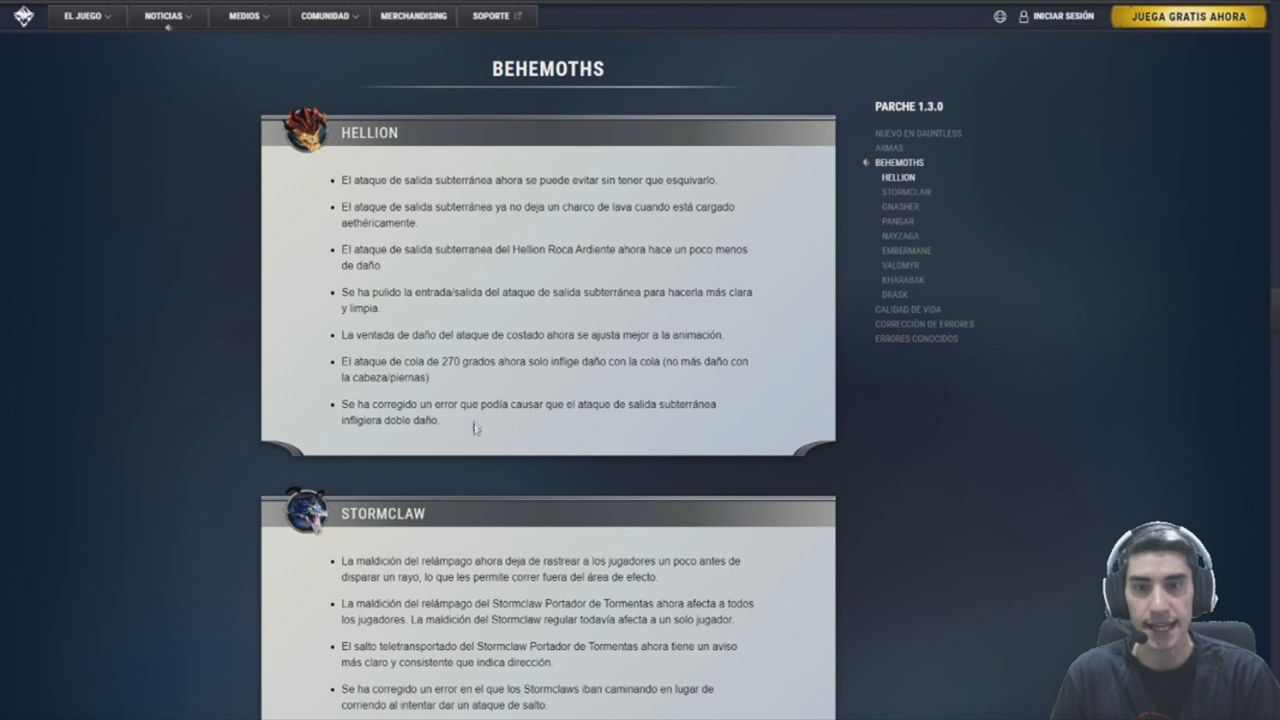 EL JUEGO
NOTICIAS
MEDIOS
COMUNIDAD
MERCHANDISING
SOPORTE
INICIAR SESIÓN
JUEGA GRATIS AHORA
BEHEMOTHS
HELLION
El ataque de salida subterránea ahora se puede evitar sin tener que esquivarlo.
El ataque de salida subterránea ya no deja un charco de lava cuando está cargado
aethéricamente.
El ataque de salida subterranea del Hellion Roca Ardiente ahora hace un poco menos
de daño.
Se ha pulido la entrada/salida del ataque de salida subterránea para hacerla más clara
y limpia.
La ventada de daño del ataque de costado ahora se ajusta mejor a la animación.
El ataque de cola de 270 grados ahora solo inflige daño con la cola (no más daño con
la cabeza/piernas).
Se ha corregido un error que podía causar que el ataque de salida subterránea
infligiera doble daño.
STORMCLAW
La maldición del relámpago ahora deja de rastrear a los jugadores un poco antes de
disparar un rayo, lo que les permite correr fuera del área de efecto.
La maldición del relámpago del Stormclaw Portador de Tormentas ahora afecta a todos
los jugadores. La maldición del Stormclaw regular todavía afecta a un solo jugador.
El salto teletransportado del Stormclaw Portador de Tormentas ahora tiene un aviso
más claro y consistente que indica dirección.
Se ha corregido un error en el que los Stormclaws iban caminando en lugar de
corriendo al intentar dar un ataque de salto.
PARCHE 1.3.0
NUEVO EN DAUNTLESS
ARMAS
BEHEMOTHS
HELLION
STORMCLAW
GNASHER
PANGAR
NAYZAGA
EMBERMANE
VALOMYR
KHARABAK
DRASK
CALIDAD DE VIDA
CORRECCIÓN DE ERRORES
ERRORES CONOCIDOS